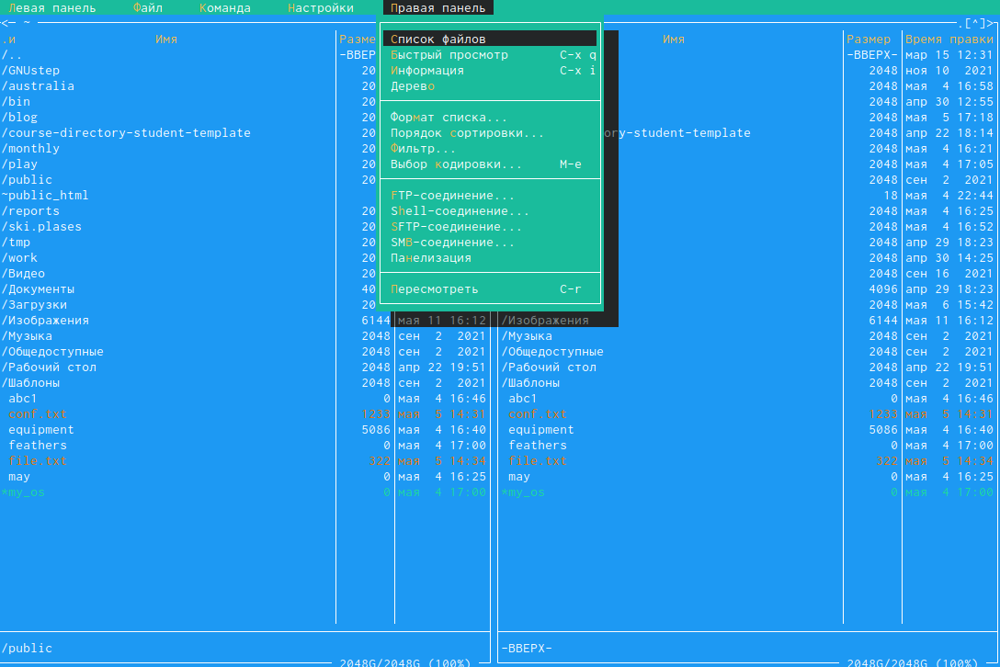 Левая панель Файл Команда Настройки Правая панель
<— ~ .[^]>
.и Имя Разме Имя Размер Время правки
Список файлов
/.. -ВВЕР Быстрый просмотр C-x q -ВВЕРХ- мар 15 12:31
/GNUstep 20 Информация C-x i 2048 ноя 10 2021
/australia 20 Дерево 2048 мая 4 16:58
/bin 20 2048 апр 30 12:55
/blog 20 Формат списка... 2048 мая 5 17:18
/course-directory-student-template 20 Порядок сортировки... ory-student-template 2048 апр 22 18:14
/monthly 20 Фильтр... 2048 мая 4 16:21
/play 20 Выбор кодировки... M-e 2048 мая 4 17:05
/public 20 2048 сен 2 2021
~public_html FTP-соединение... 18 мая 4 22:44
/reports 20 Shell-соединение... 2048 мая 4 16:25
/ski.plases 20 SFTP-соединение... 2048 мая 4 16:52
/tmp 20 SMB-соединение... 2048 апр 29 18:23
/work 20 Панелизация 2048 апр 30 14:25
/Видео 20 2048 сен 16 2021
/Документы 40 Пересмотреть C-r 4096 апр 29 18:23
/Загрузки 20 2048 мая 6 15:42
/Изображения 6144 мая 11 16:12 /Изображения 6144 мая 11 16:12
/Музыка 2048 сен 2 2021 /Музыка 2048 сен 2 2021
/Общедоступные 2048 сен 2 2021 /Общедоступные 2048 сен 2 2021
/Рабочий стол 2048 апр 22 19:51 /Рабочий стол 2048 апр 22 19:51
/Шаблоны 2048 сен 2 2021 /Шаблоны 2048 сен 2 2021
abc1 0 мая 4 16:46 abc1 0 мая 4 16:46
conf.txt 1233 мая 5 14:31 conf.txt 1233 мая 5 14:31
equipment 5086 мая 4 16:40 equipment 5086 мая 4 16:40
feathers 0 мая 4 17:00 feathers 0 мая 4 17:00
file.txt 322 мая 5 14:34 file.txt 322 мая 5 14:34
may 0 мая 4 16:25 may 0 мая 4 16:25
*my_os 0 мая 4 17:00 *my_os 0 мая 4 17:00
/public -ВВЕРХ-
2048G/2048G (100%) 2048G/2048G (100%)